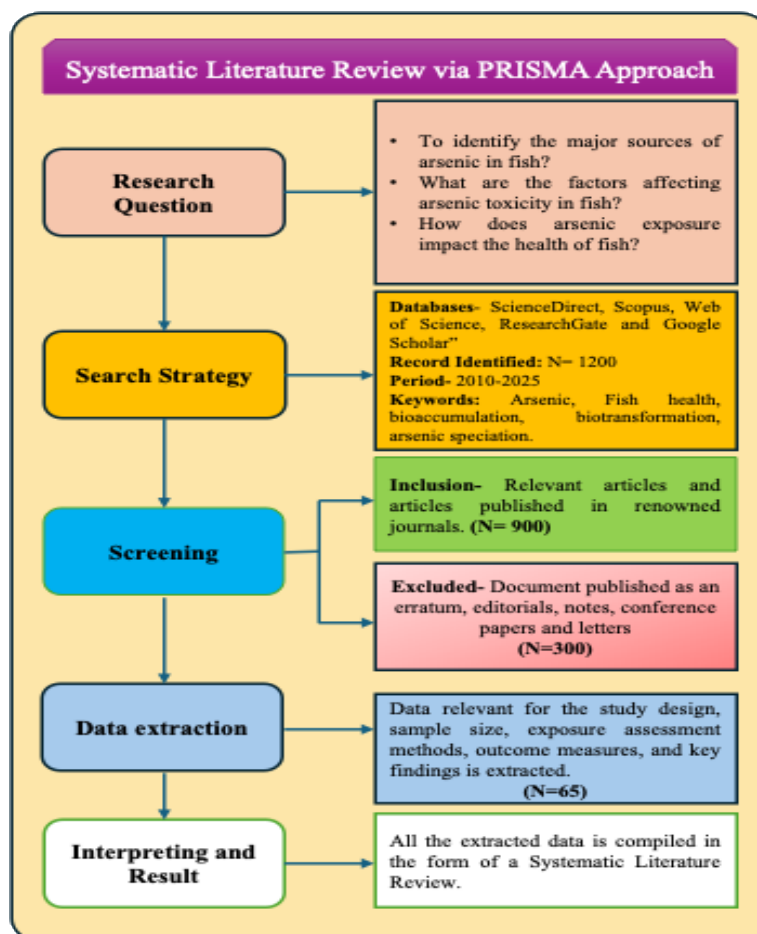 Systematic Literature Review via PRISMA Approach
Research
Question
• To identify the major sources of
arsenic in fish?
• What are the factors affecting
arsenic toxicity in fish?
• How does arsenic exposure
impact the health of fish?
Search Strategy
Databases- ScienceDirect, Scopus, Web
of Science, ResearchGate and Google
Scholar”
Record Identified: N= 1200
Period- 2010-2025
Keywords: Arsenic, Fish health,
bioaccumulation, biotransformation,
arsenic speciation.
Screening
Inclusion- Relevant articles and
articles published in renowned
journals. (N= 900)
Excluded- Document published as an
erratum, editorials, notes, conference
papers and letters
(N=300)
Data extraction
Data relevant for the study design,
sample size, exposure assessment
methods, outcome measures, and key
findings is extracted.
(N=65)
Interpreting and
Result
All the extracted data is compiled in
the form of a Systematic Literature
Review.